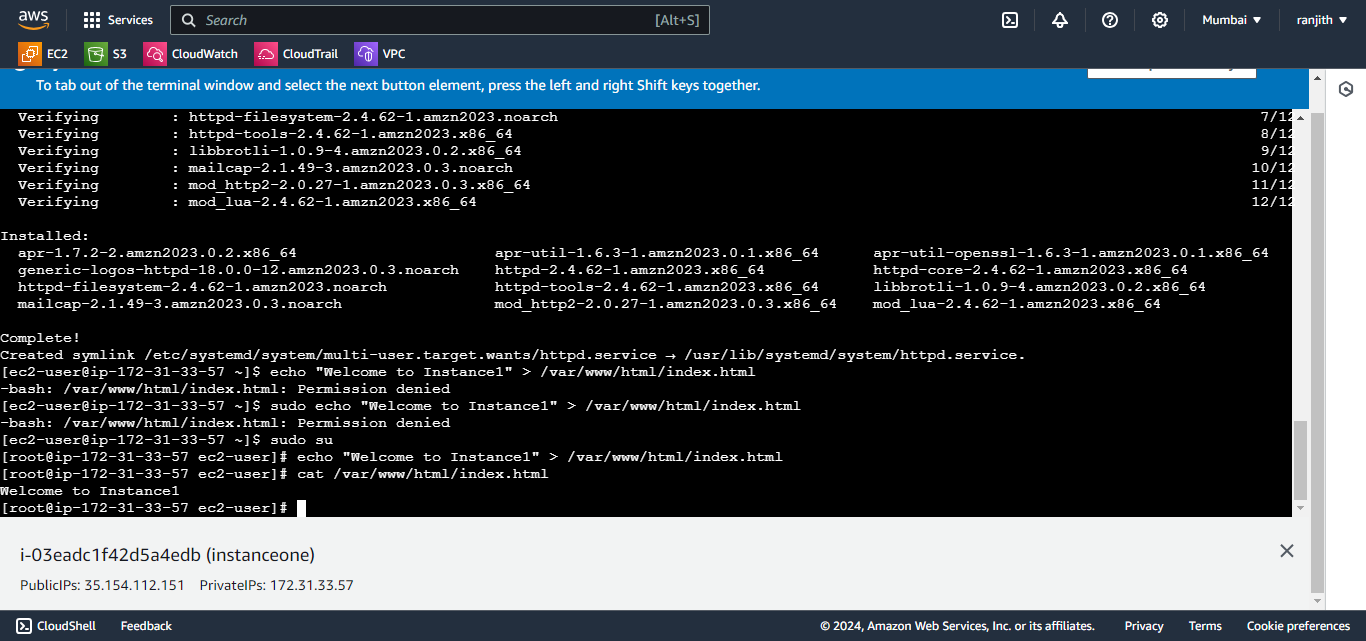 aws Services Search [Alt+S] Mumbai ▼ ranjith ▼
EC2 S3 CloudWatch CloudTrail VPC
To tab out of the terminal window and select the next button element, press the left and right Shift keys together.
Verifying : httpd-filesystem-2.4.62-1.amzn2023.noarch 7/12
Verifying : httpd-tools-2.4.62-1.amzn2023.x86_64 8/12
Verifying : libbrotli-1.0.9-4.amzn2023.0.2.x86_64 9/12
Verifying : mailcap-2.1.49-3.amzn2023.0.3.noarch 10/12
Verifying : mod_http2-2.0.27-1.amzn2023.0.3.x86_64 11/12
Verifying : mod_lua-2.4.62-1.amzn2023.x86_64 12/12
Installed:
apr-1.7.2-2.amzn2023.0.2.x86_64 apr-util-1.6.3-1.amzn2023.0.1.x86_64 apr-util-openssl-1.6.3-1.amzn2023.0.1.x86_64
generic-logos-httpd-18.0.0-12.amzn2023.0.3.noarch httpd-2.4.62-1.amzn2023.x86_64 httpd-core-2.4.62-1.amzn2023.x86_64
httpd-filesystem-2.4.62-1.amzn2023.noarch httpd-tools-2.4.62-1.amzn2023.x86_64 libbrotli-1.0.9-4.amzn2023.0.2.x86_64
mailcap-2.1.49-3.amzn2023.0.3.noarch mod_http2-2.0.27-1.amzn2023.0.3.x86_64 mod_lua-2.4.62-1.amzn2023.x86_64
Complete!
Created symlink /etc/systemd/system/multi-user.target.wants/httpd.service → /usr/lib/systemd/system/httpd.service.
[ec2-user@ip-172-31-33-57 ~]$ echo "Welcome to Instance1" > /var/www/html/index.html
-bash: /var/www/html/index.html: Permission denied
[ec2-user@ip-172-31-33-57 ~]$ sudo echo "Welcome to Instance1" > /var/www/html/index.html
-bash: /var/www/html/index.html: Permission denied
[ec2-user@ip-172-31-33-57 ~]$ sudo su
[root@ip-172-31-33-57 ec2-user]# echo "Welcome to Instance1" > /var/www/html/index.html
[root@ip-172-31-33-57 ec2-user]# cat /var/www/html/index.html
Welcome to Instance1
[root@ip-172-31-33-57 ec2-user]#
i-03eadc1f42d5a4edb (instanceone)
PublicIPs: 35.154.112.151 PrivateIPs: 172.31.33.57
CloudShell Feedback © 2024, Amazon Web Services, Inc. or its affiliates. Privacy Terms Cookie preferences